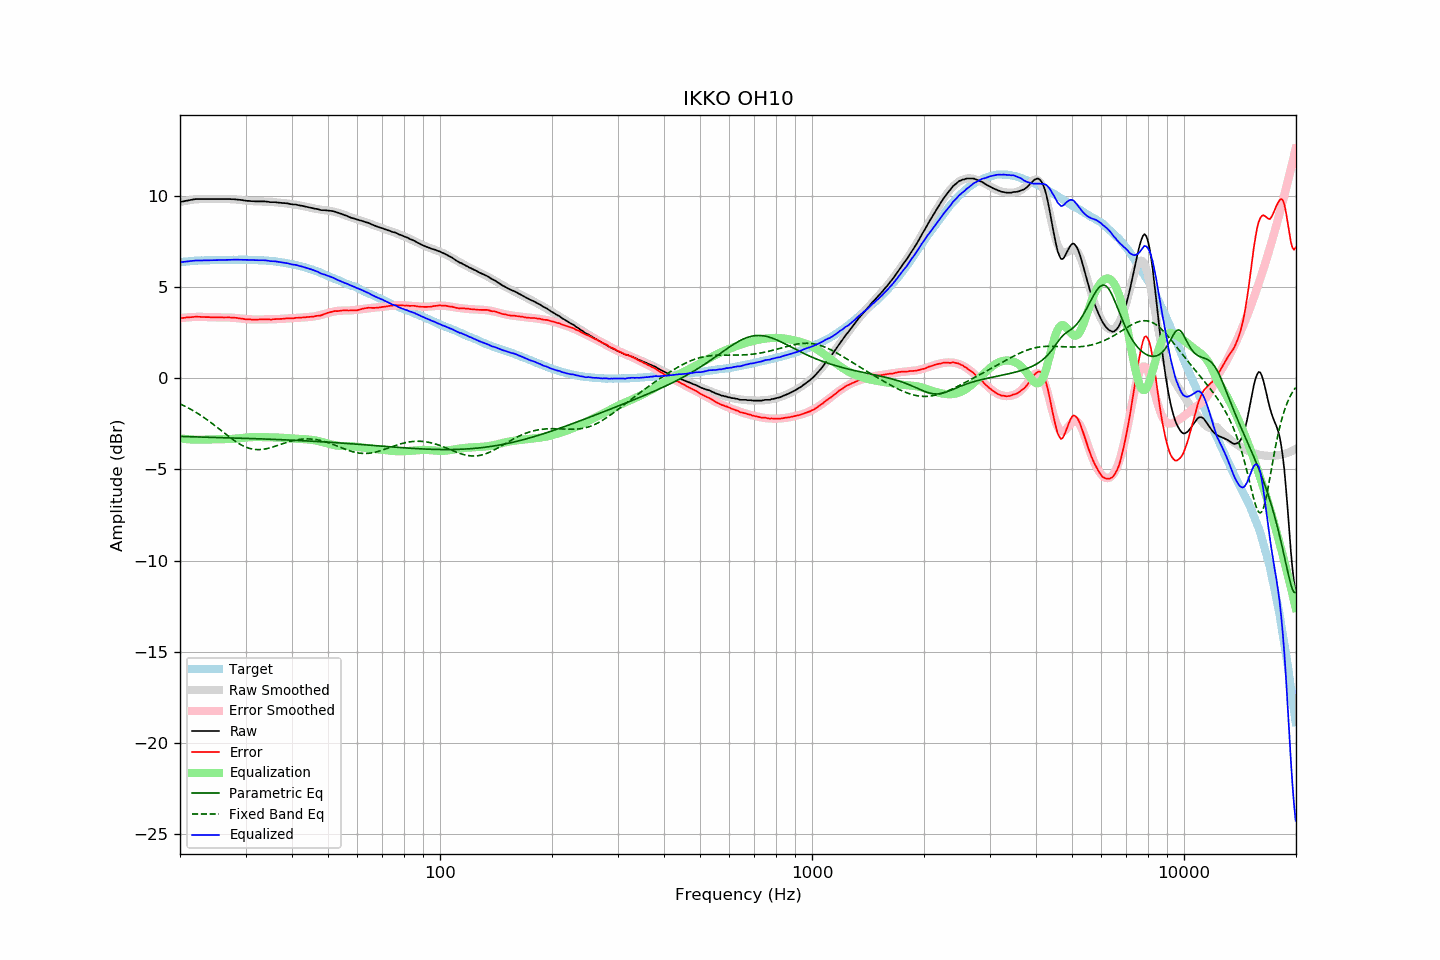 IKKO OH10
Amplitude (dBr)
10
5
0
−5
−10
−15
−20
−25
Target
Raw Smoothed
Error Smoothed
Raw
Error
Equalization
Parametric Eq
Fixed Band Eq
Equalized
100
1000
10000
Frequency (Hz)